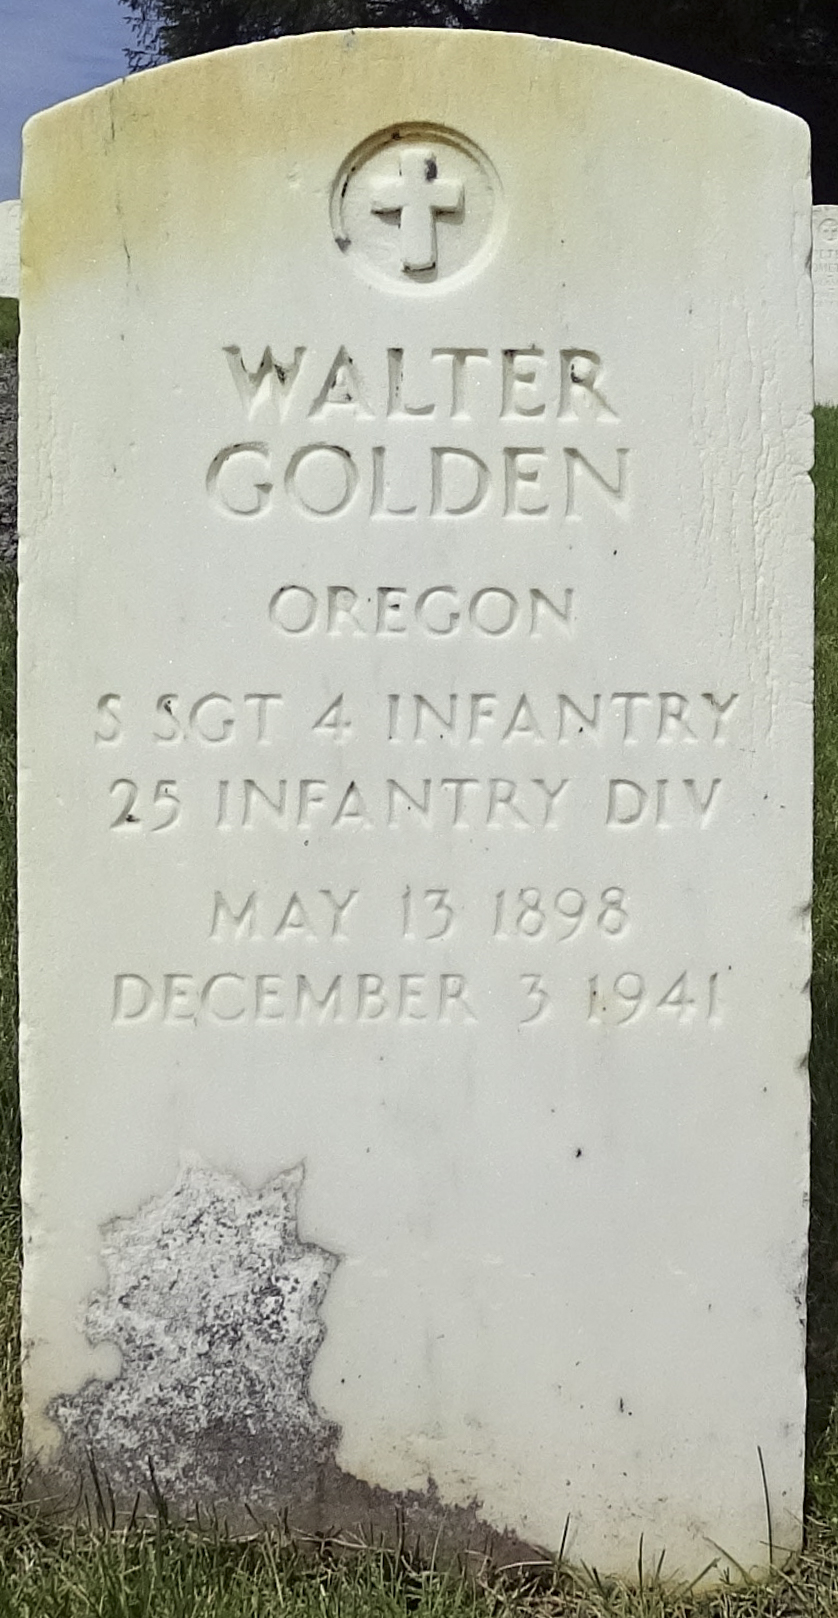 WALTER
GOLDEN
OREGON
S SGT 4 INFANTRY
25 INFANTRY DIV
MAY 13 1898
DECEMBER 3 1941